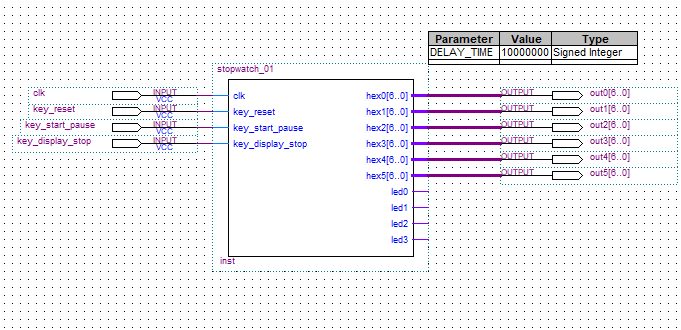 Parameter Value Type
DELAY_TIME 10000000 Signed Integer
stopwatch_01
clk INPUT VCC clk hex0[6..0] OUTPUT out0[6..0]
key_reset INPUT VCC key_reset hex1[6..0] OUTPUT out1[6..0]
key_start_pause INPUT VCC key_start_pause hex2[6..0] OUTPUT out2[6..0]
key_display_stop INPUT VCC key_display_stop hex3[6..0] OUTPUT out3[6..0]
hex4[6..0] OUTPUT out4[6..0]
hex5[6..0] OUTPUT out5[6..0]
led0
led1
led2
led3
inst